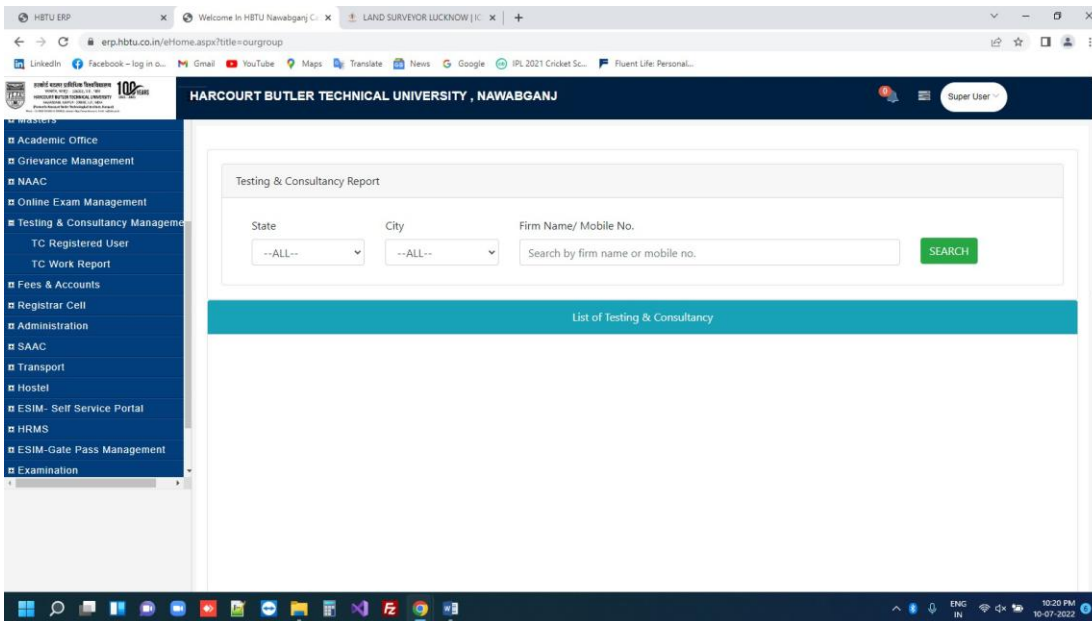 HBTU ERP
Welcome In HBTU Nawabganj C
LAND SURVEYOR LUCKNOW | IC
erp.hbtu.co.in/eHome.aspx?title=ourgroup
LinkedIn Facebook – log in o... Gmail YouTube Maps Translate News Google IPL 2021 Cricket Sc... Fluent Life: Personal...
100 YEARS
HARCOURT BUTLER TECHNICAL UNIVERSITY , NAWABGANJ
0
Super User
Masters
Academic Office
Grievance Management
NAAC
Online Exam Management
Testing & Consultancy Manageme
TC Registered User
TC Work Report
Fees & Accounts
Registrar Cell
Administration
SAAC
Transport
Hostel
ESIM- Self Service Portal
HRMS
ESIM-Gate Pass Management
Examination
Testing & Consultancy Report
State City Firm Name/ Mobile No.
--ALL-- --ALL-- Search by firm name or mobile no. SEARCH
List of Testing & Consultancy
ENG
IN
10:20 PM
10-07-2022